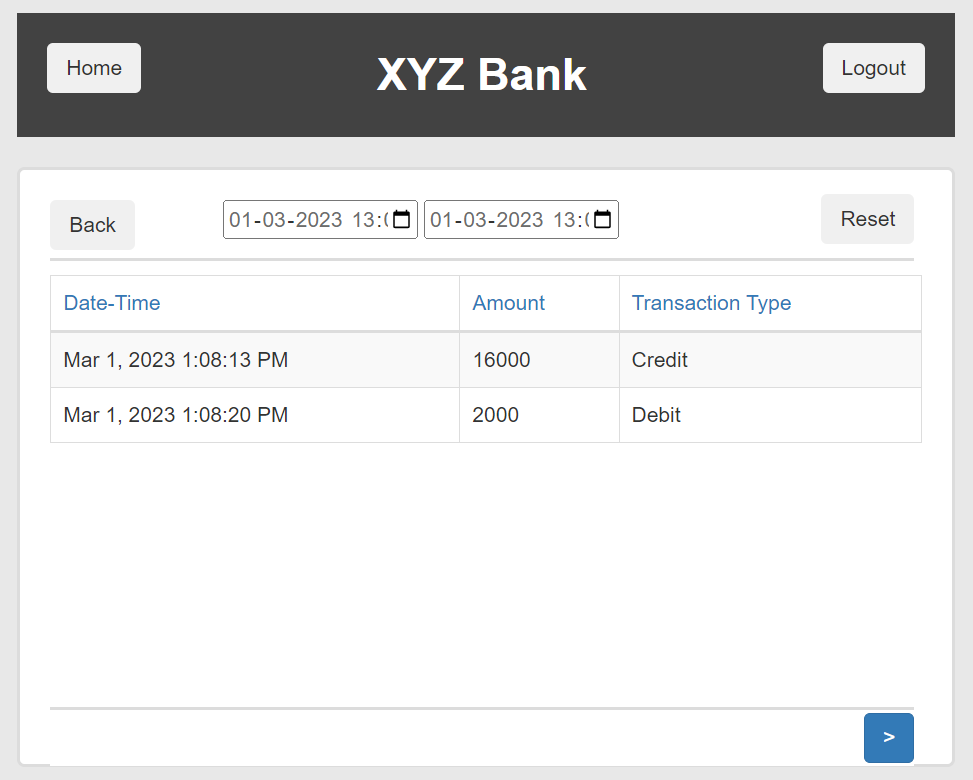 Home XYZ Bank Logout
Back 01-03-2023 13: 01-03-2023 13: Reset
Date-Time Amount Transaction Type
Mar 1, 2023 1:08:13 PM 16000 Credit
Mar 1, 2023 1:08:20 PM 2000 Debit
>